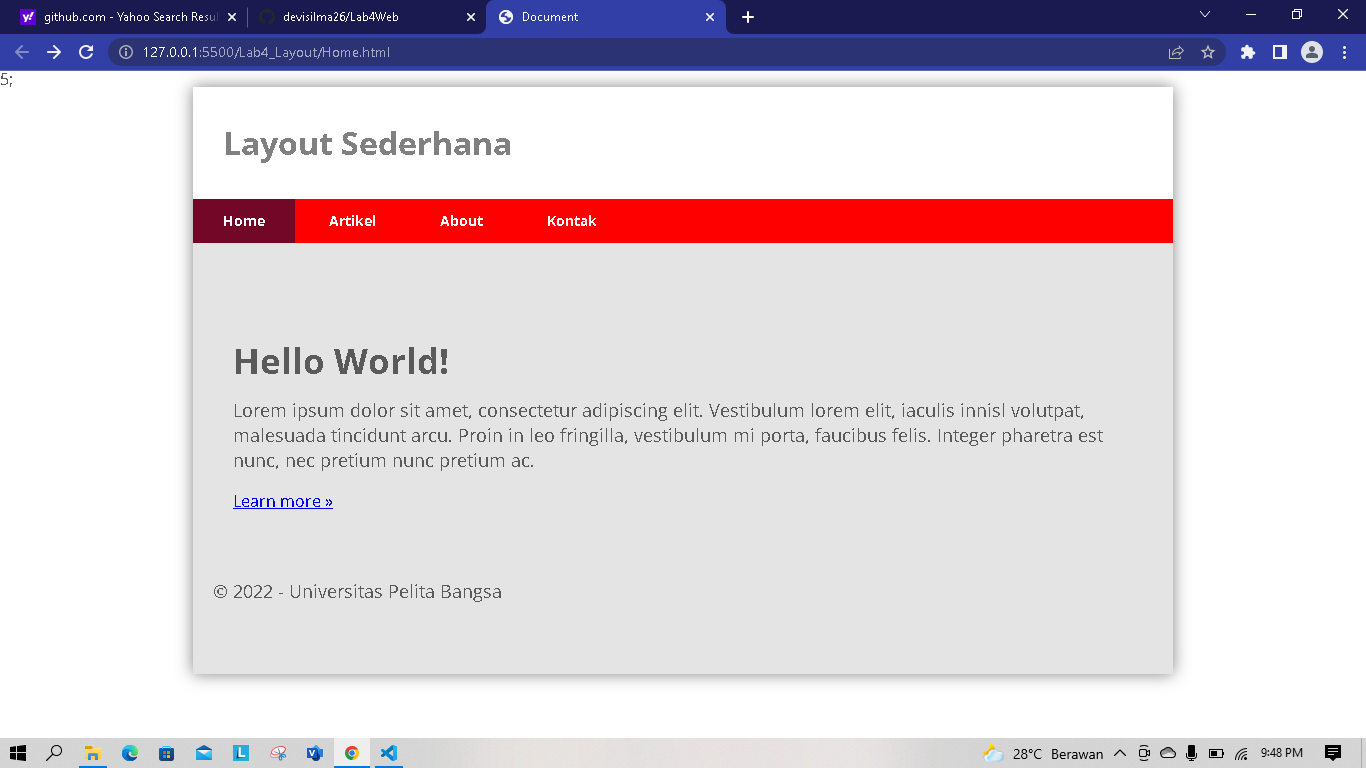 github.com - Yahoo Search Resul
devisilma26/Lab4Web
Document
127.0.0.1:5500/Lab4_Layout/Home.html
5;
Layout Sederhana
Home Artikel About Kontak
Hello World!
Lorem ipsum dolor sit amet, consectetur adipiscing elit. Vestibulum lorem elit, iaculis innisl volutpat,
malesuada tincidunt arcu. Proin in leo fringilla, vestibulum mi porta, faucibus felis. Integer pharetra est
nunc, nec pretium nunc pretium ac.
Learn more »
© 2022 - Universitas Pelita Bangsa
28°C Berawan 9:48 PM